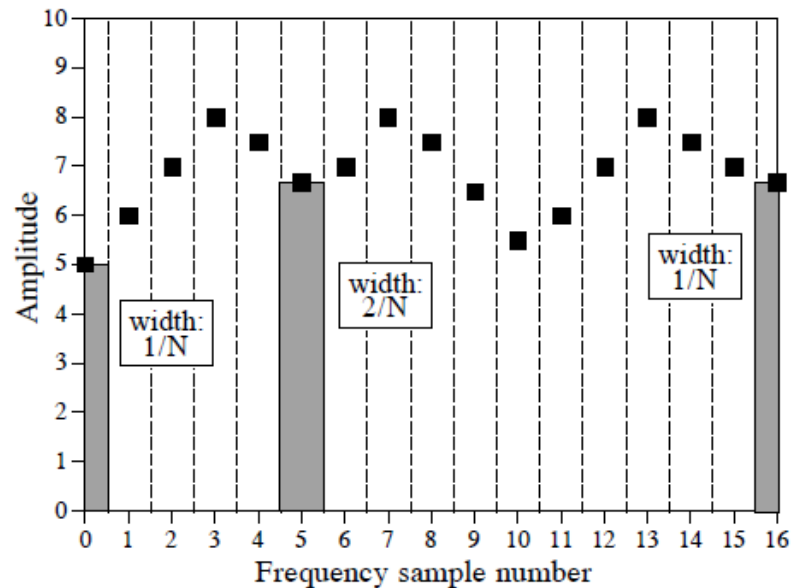 10
9
8
7
6
5
4
3
2
1
0
Amplitude
width:
1/N
width:
2/N
width:
1/N
0 1 2 3 4 5 6 7 8 9 10 11 12 13 14 15 16
Frequency sample number